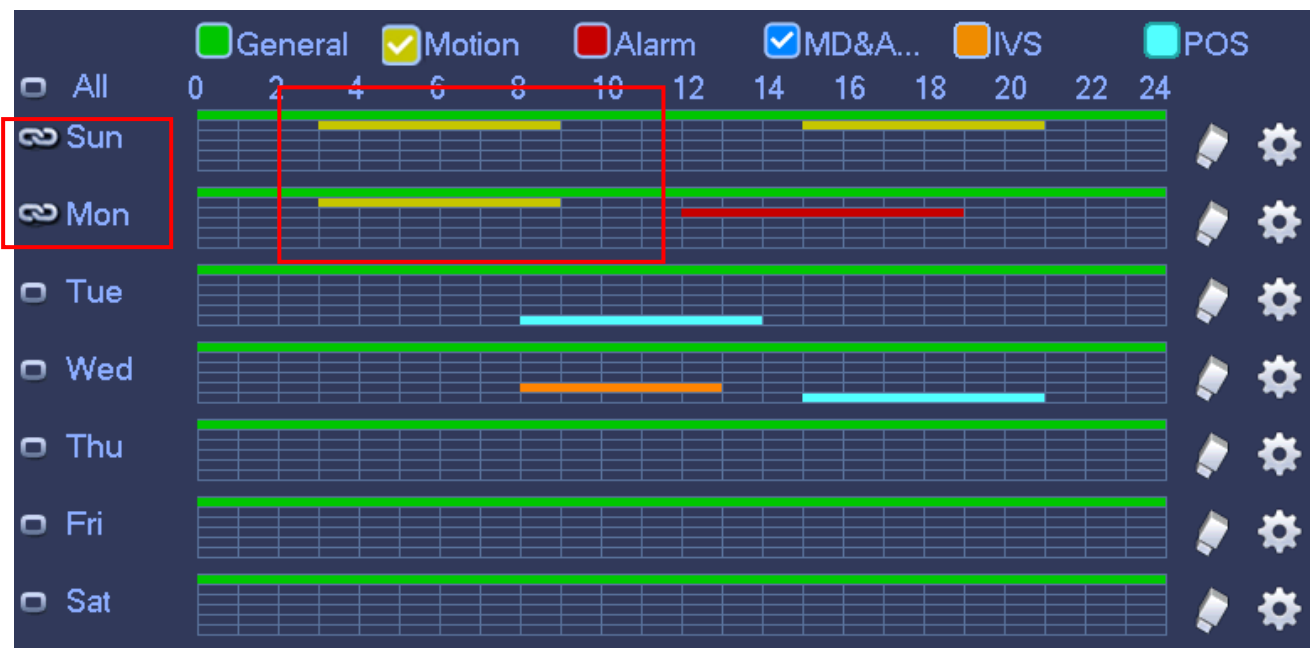 General Motion Alarm MD&A... IVS POS
All 0 2 4 6 8 10 12 14 16 18 20 22 24
Sun
Mon
Tue
Wed
Thu
Fri
Sat